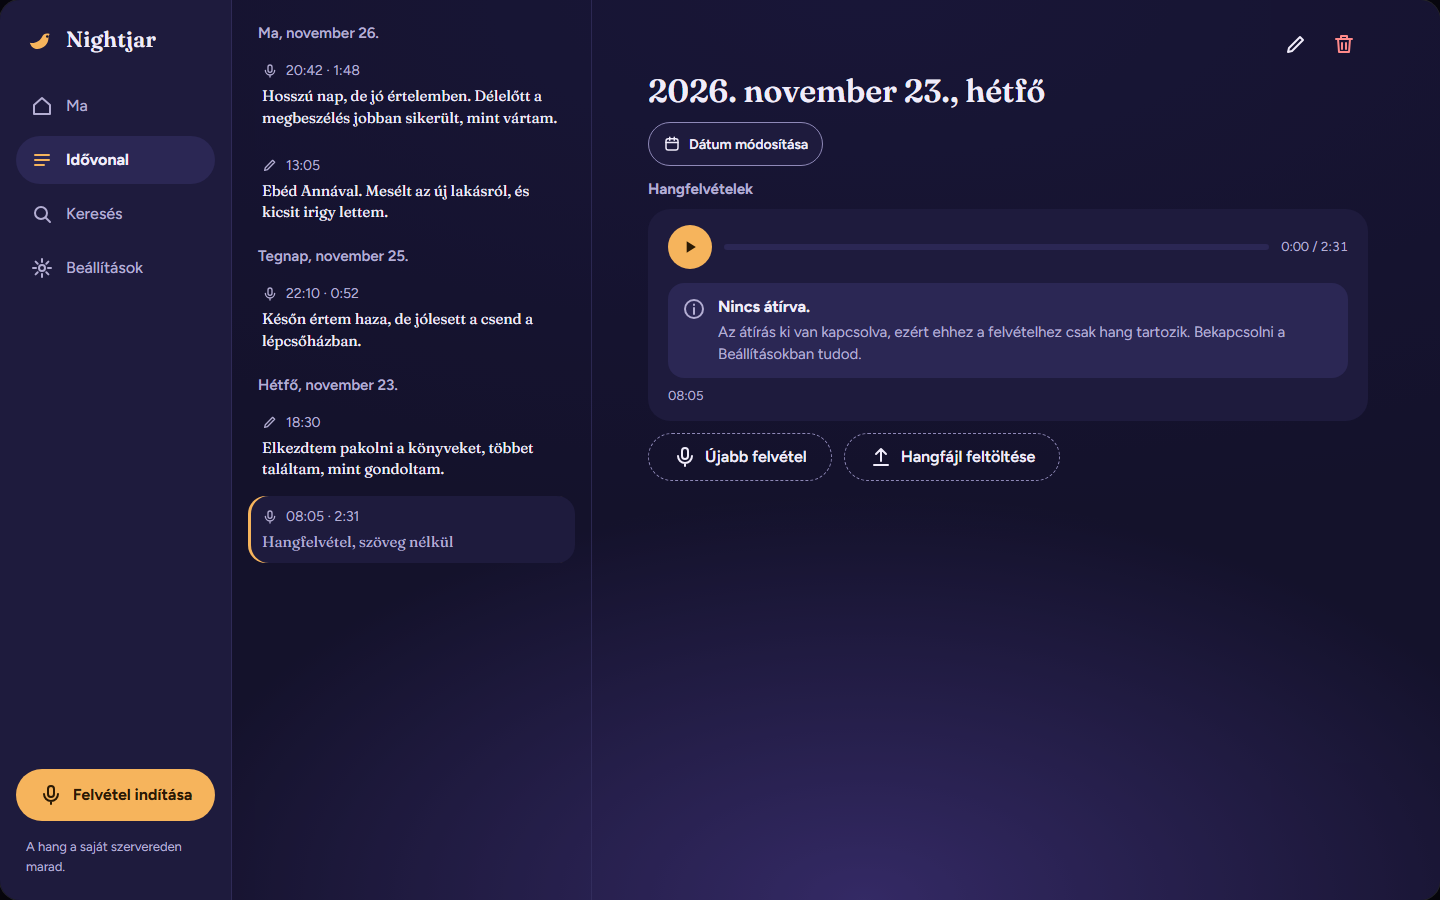 Nightjar
Ma
Idővonal
Keresés
Beállítások
Felvétel indítása
A hang a saját szervereden
marad.
Ma, november 26.
20:42 · 1:48
Hosszú nap, de jó értelemben. Délelőtt a
megbeszélés jobban sikerült, mint vártam.
13:05
Ebéd Annával. Mesélt az új lakásról, és
kicsit irigy lettem.
Tegnap, november 25.
22:10 · 0:52
Későn értem haza, de jólesett a csend a
lépcsőházban.
Hétfő, november 23.
18:30
Elkezdtem pakolni a könyveket, többet
találtam, mint gondoltam.
08:05 · 2:31
Hangfelvétel, szöveg nélkül
2026. november 23., hétfő
Dátum módosítása
Hangfelvételek
0:00 / 2:31
Nincs átírva.
Az átírás ki van kapcsolva, ezért ehhez a felvételhez csak hang tartozik. Bekapcsolni a
Beállításokban tudod.
08:05
Újabb felvétel
Hangfájl feltöltése